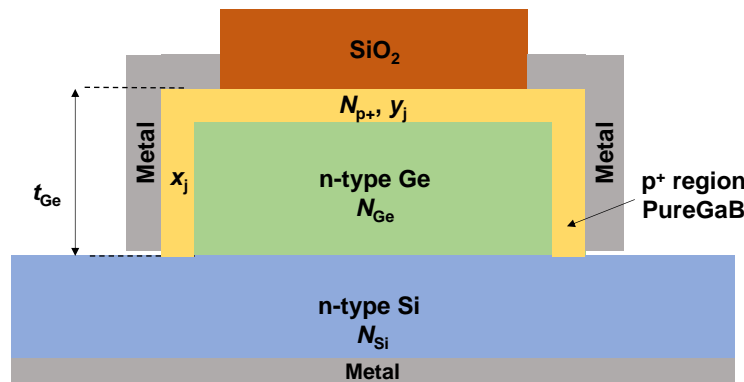 SiO2
Np+, yj
Metal
xj
n-type Ge
NGe
Metal
tGe
p+ region
PureGaB
n-type Si
NSi
Metal